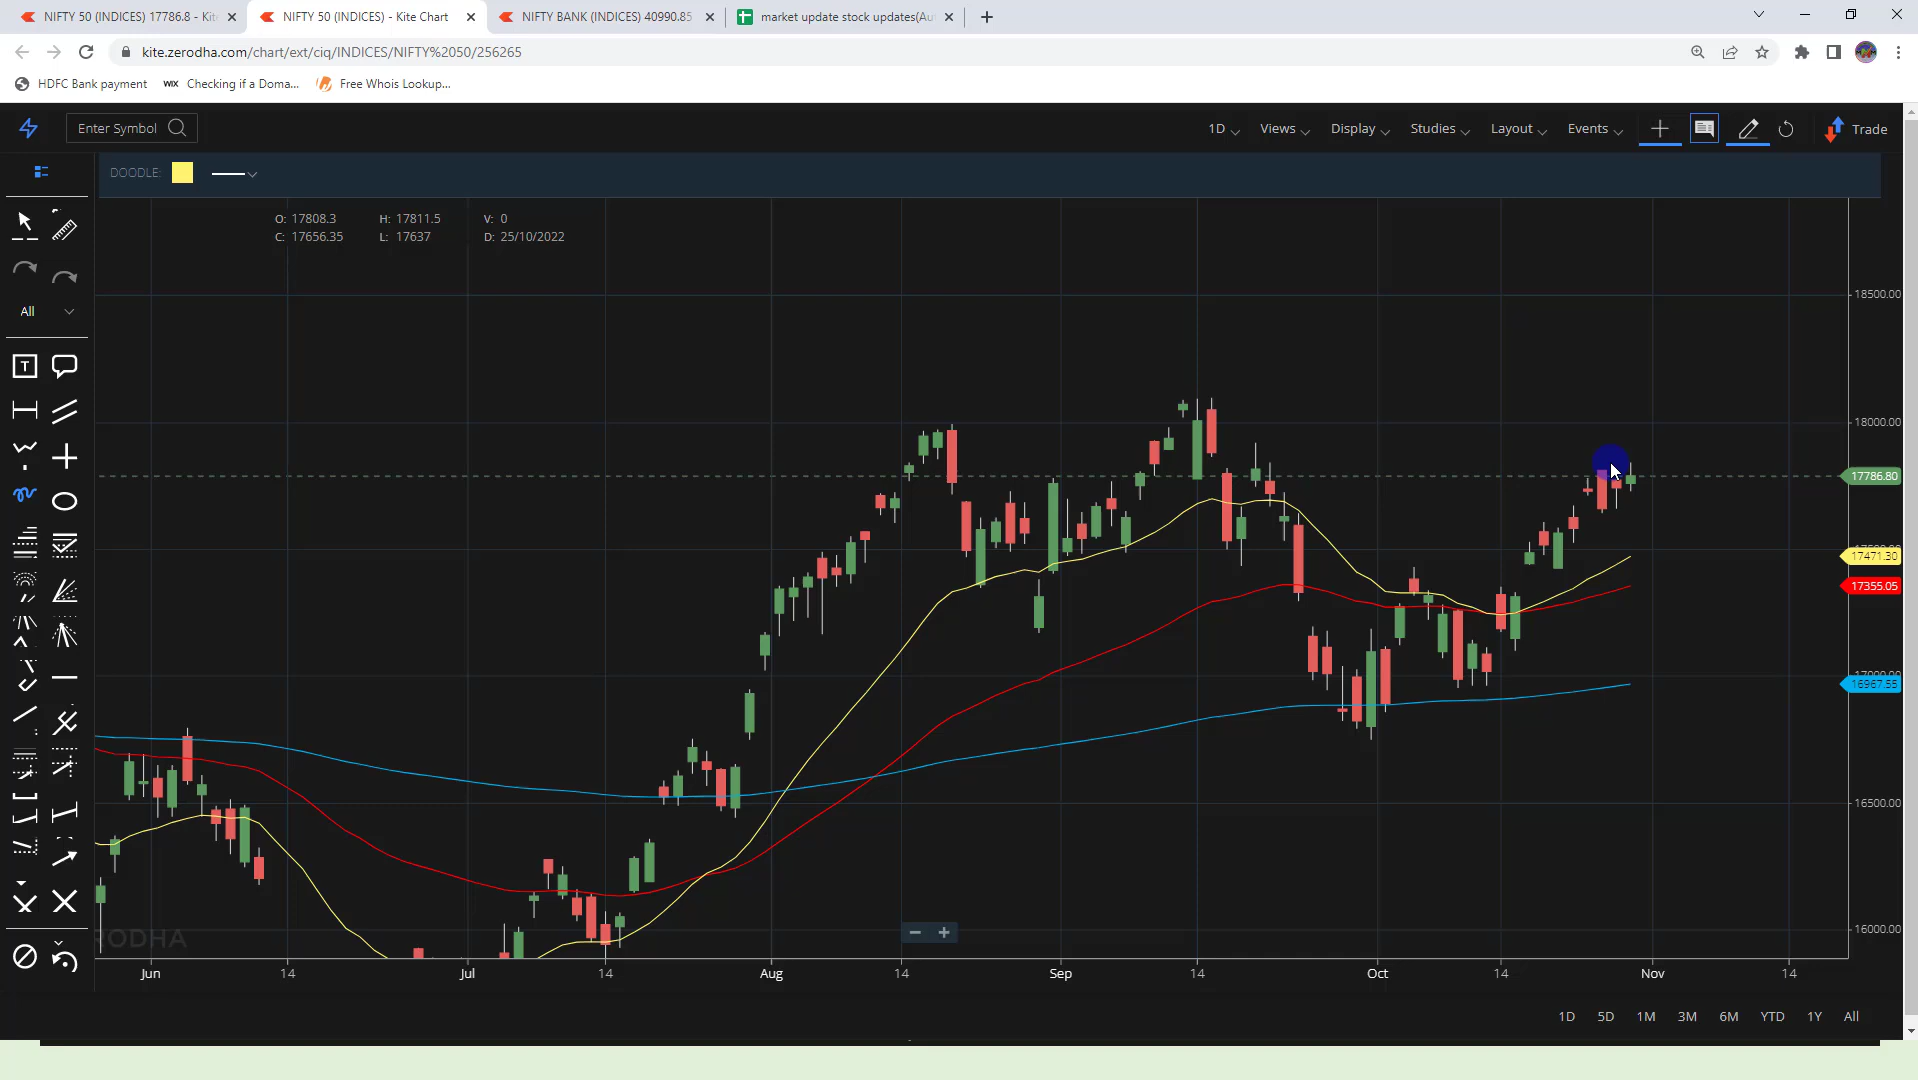 NIFTY 50 (INDICES) 17786.8 - Kit
NIFTY 50 (INDICES) - Kite Chart
NIFTY BANK (INDICES) 40990.85
market update stock updates(Au
kite.zerodha.com/chart/ext/ciq/INDICES/NIFTY%2050/256265
HDFC Bank payment
WIX Checking if a Doma...
Free Whois Lookup...
Enter Symbol
1D
Views
Display
Studies
Layout
Events
Trade
DOODLE:
O: 17808.3 H: 17811.5 V: 0
C: 17656.35 L: 17637 D: 25/10/2022
All
T
18500.00
18000.00
17786.80
17471.30
17355.05
16967.55
16500.00
16000.00
RODHA
Jun 14 Jul 14 Aug 14 Sep 14 Oct 14 Nov 14
1D 5D 1M 3M 6M YTD 1Y All